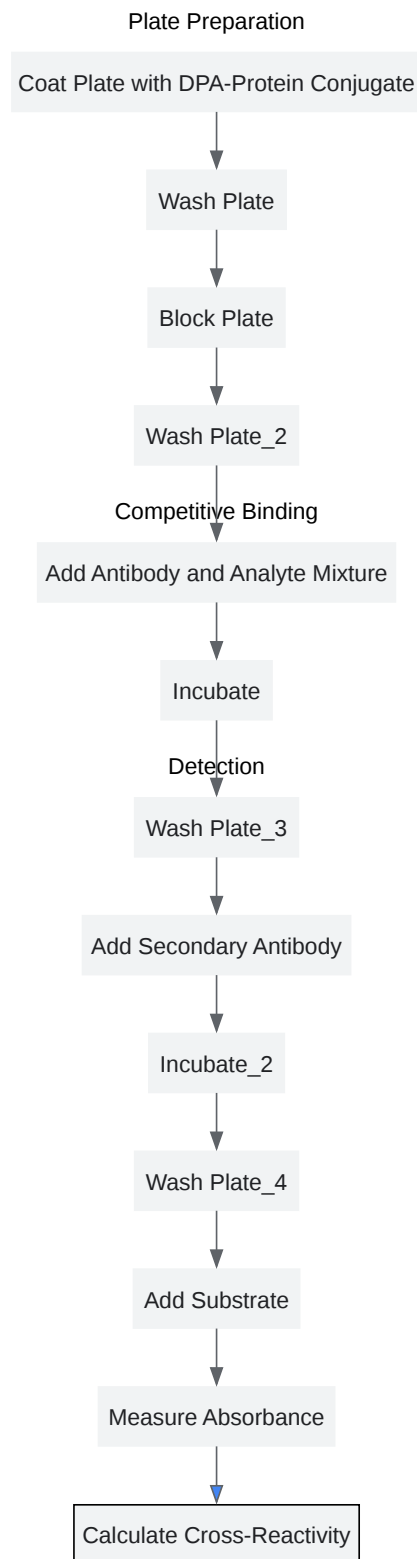 Plate Preparation
Coat Plate with DPA-Protein Conjugate
Wash Plate
Block Plate
Wash Plate_2
Competitive Binding
Add Antibody and Analyte Mixture
Incubate
Detection
Wash Plate_3
Add Secondary Antibody
Incubate_2
Wash Plate_4
Add Substrate
Measure Absorbance
Calculate Cross-Reactivity